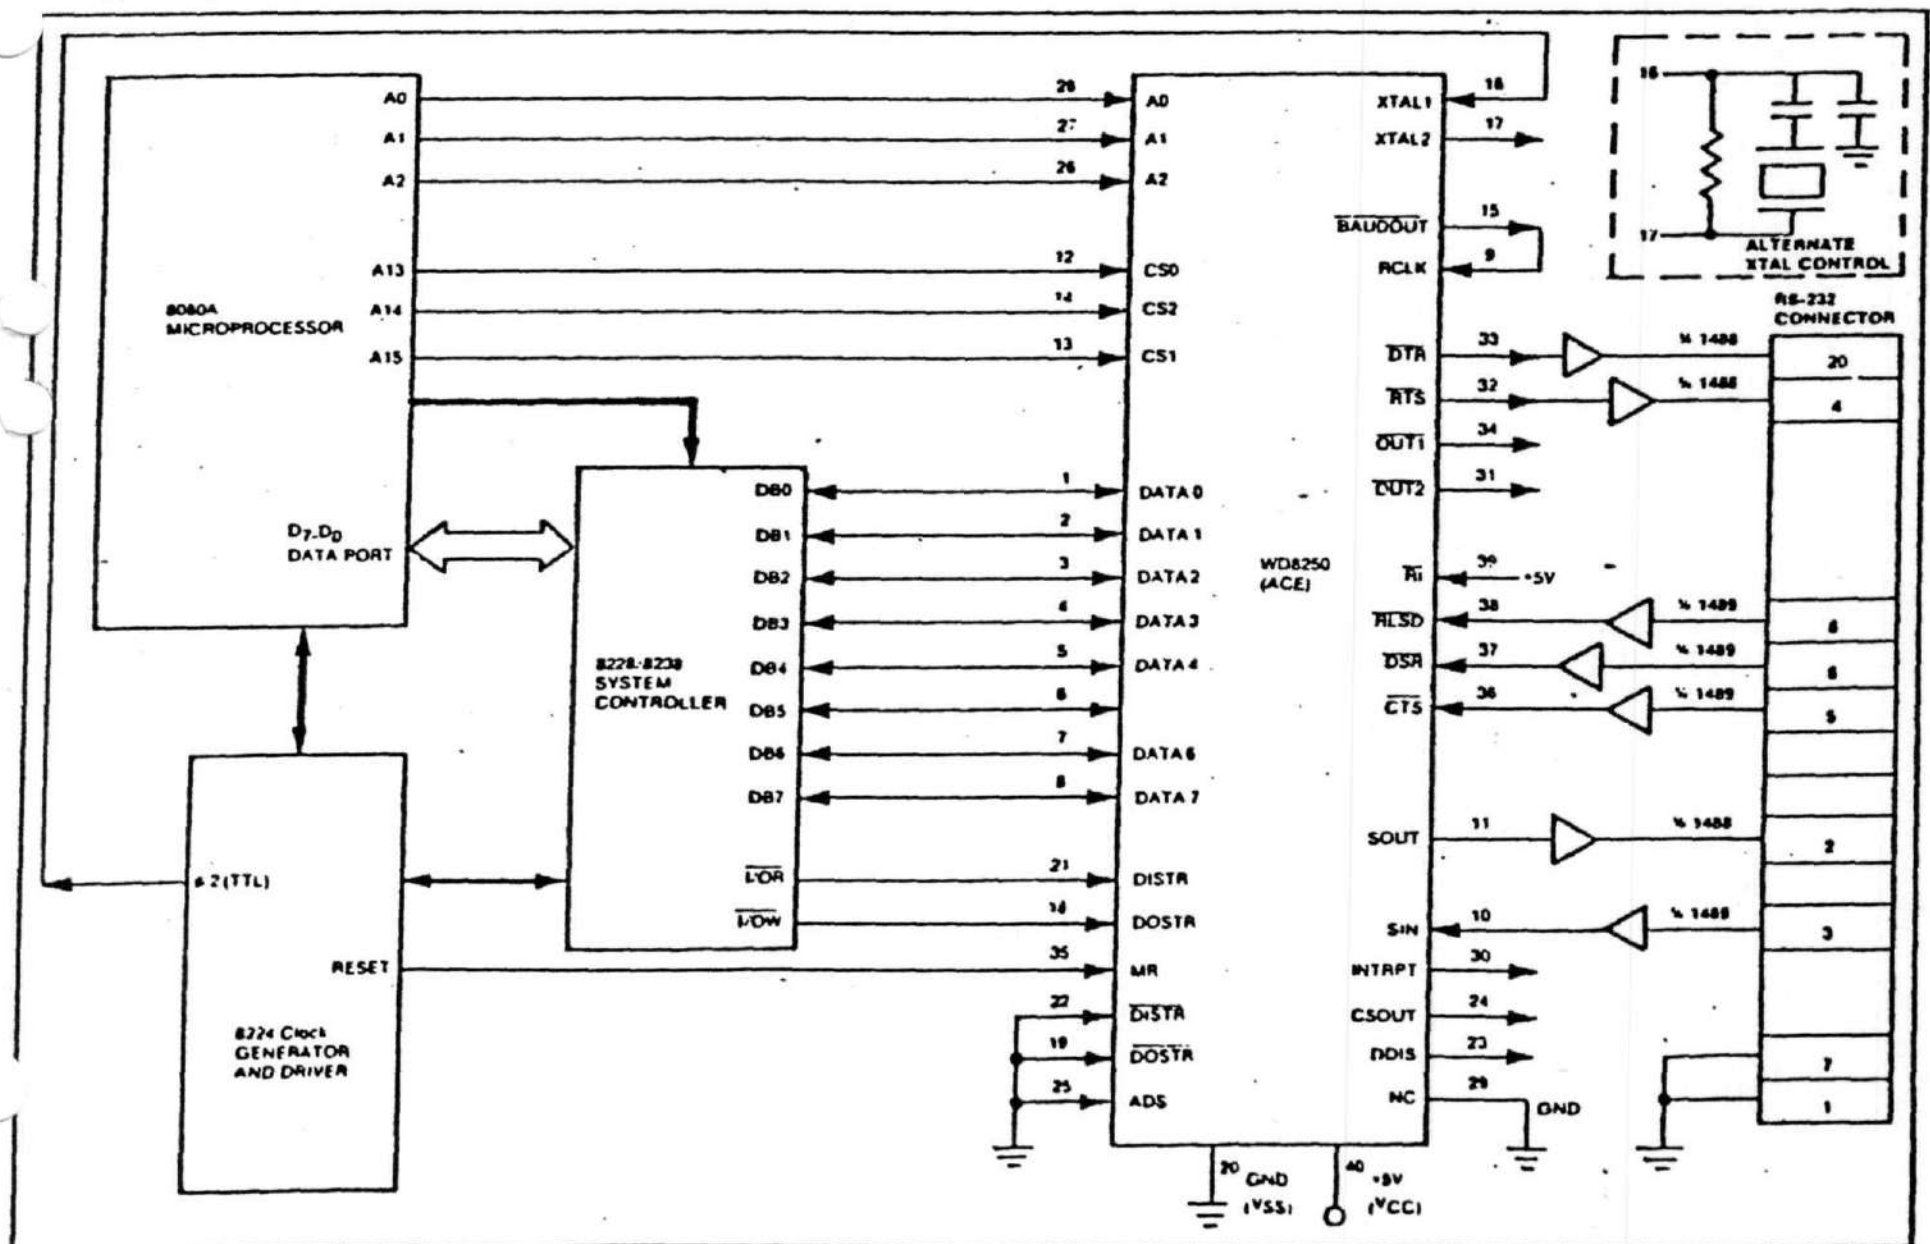 A0
A1
A2
A13
A14
A15
8080A
MICROPROCESSOR
D7-D0
DATA PORT
28
27
26
12
14
13
A0
A1
A2
CS0
CS2
CS1
XTAL1
XTAL2
BAUDOUT
RCLK
16
17
15
9
16
17
ALTERNATE
XTAL CONTROL
RS-232
CONNECTOR
DTR 33 ¼ 1488 20
RTS 32 ¼ 1488 4
OUT1 34
OUT2 31
RI 39 +5V
RLSD 38 ¼ 1489 8
DSR 37 ¼ 1489 6
CTS 36 ¼ 1489 5
SOUT 11 ¼ 1488 2
SIN 10 ¼ 1489 3
INTRPT 30
CSOUT 24
DDIS 23
NC 29 GND
7
1
WD8250
(ACE)
8228/8238
SYSTEM
CONTROLLER
DB0 1 DATA 0
DB1 2 DATA 1
DB2 3 DATA 2
DB3 4 DATA 3
DB4 5 DATA 4
DB5 6
DB6 7 DATA 6
DB7 8 DATA 7
I/OR 21 DISTR
I/OW 18 DOSTR
RESET 35 MR
22 DISTR
19 DOSTR
25 ADS
ϕ2 (TTL)
8224 Clock
GENERATOR
AND DRIVER
20 GND
(VSS)
40 +5V
(VCC)